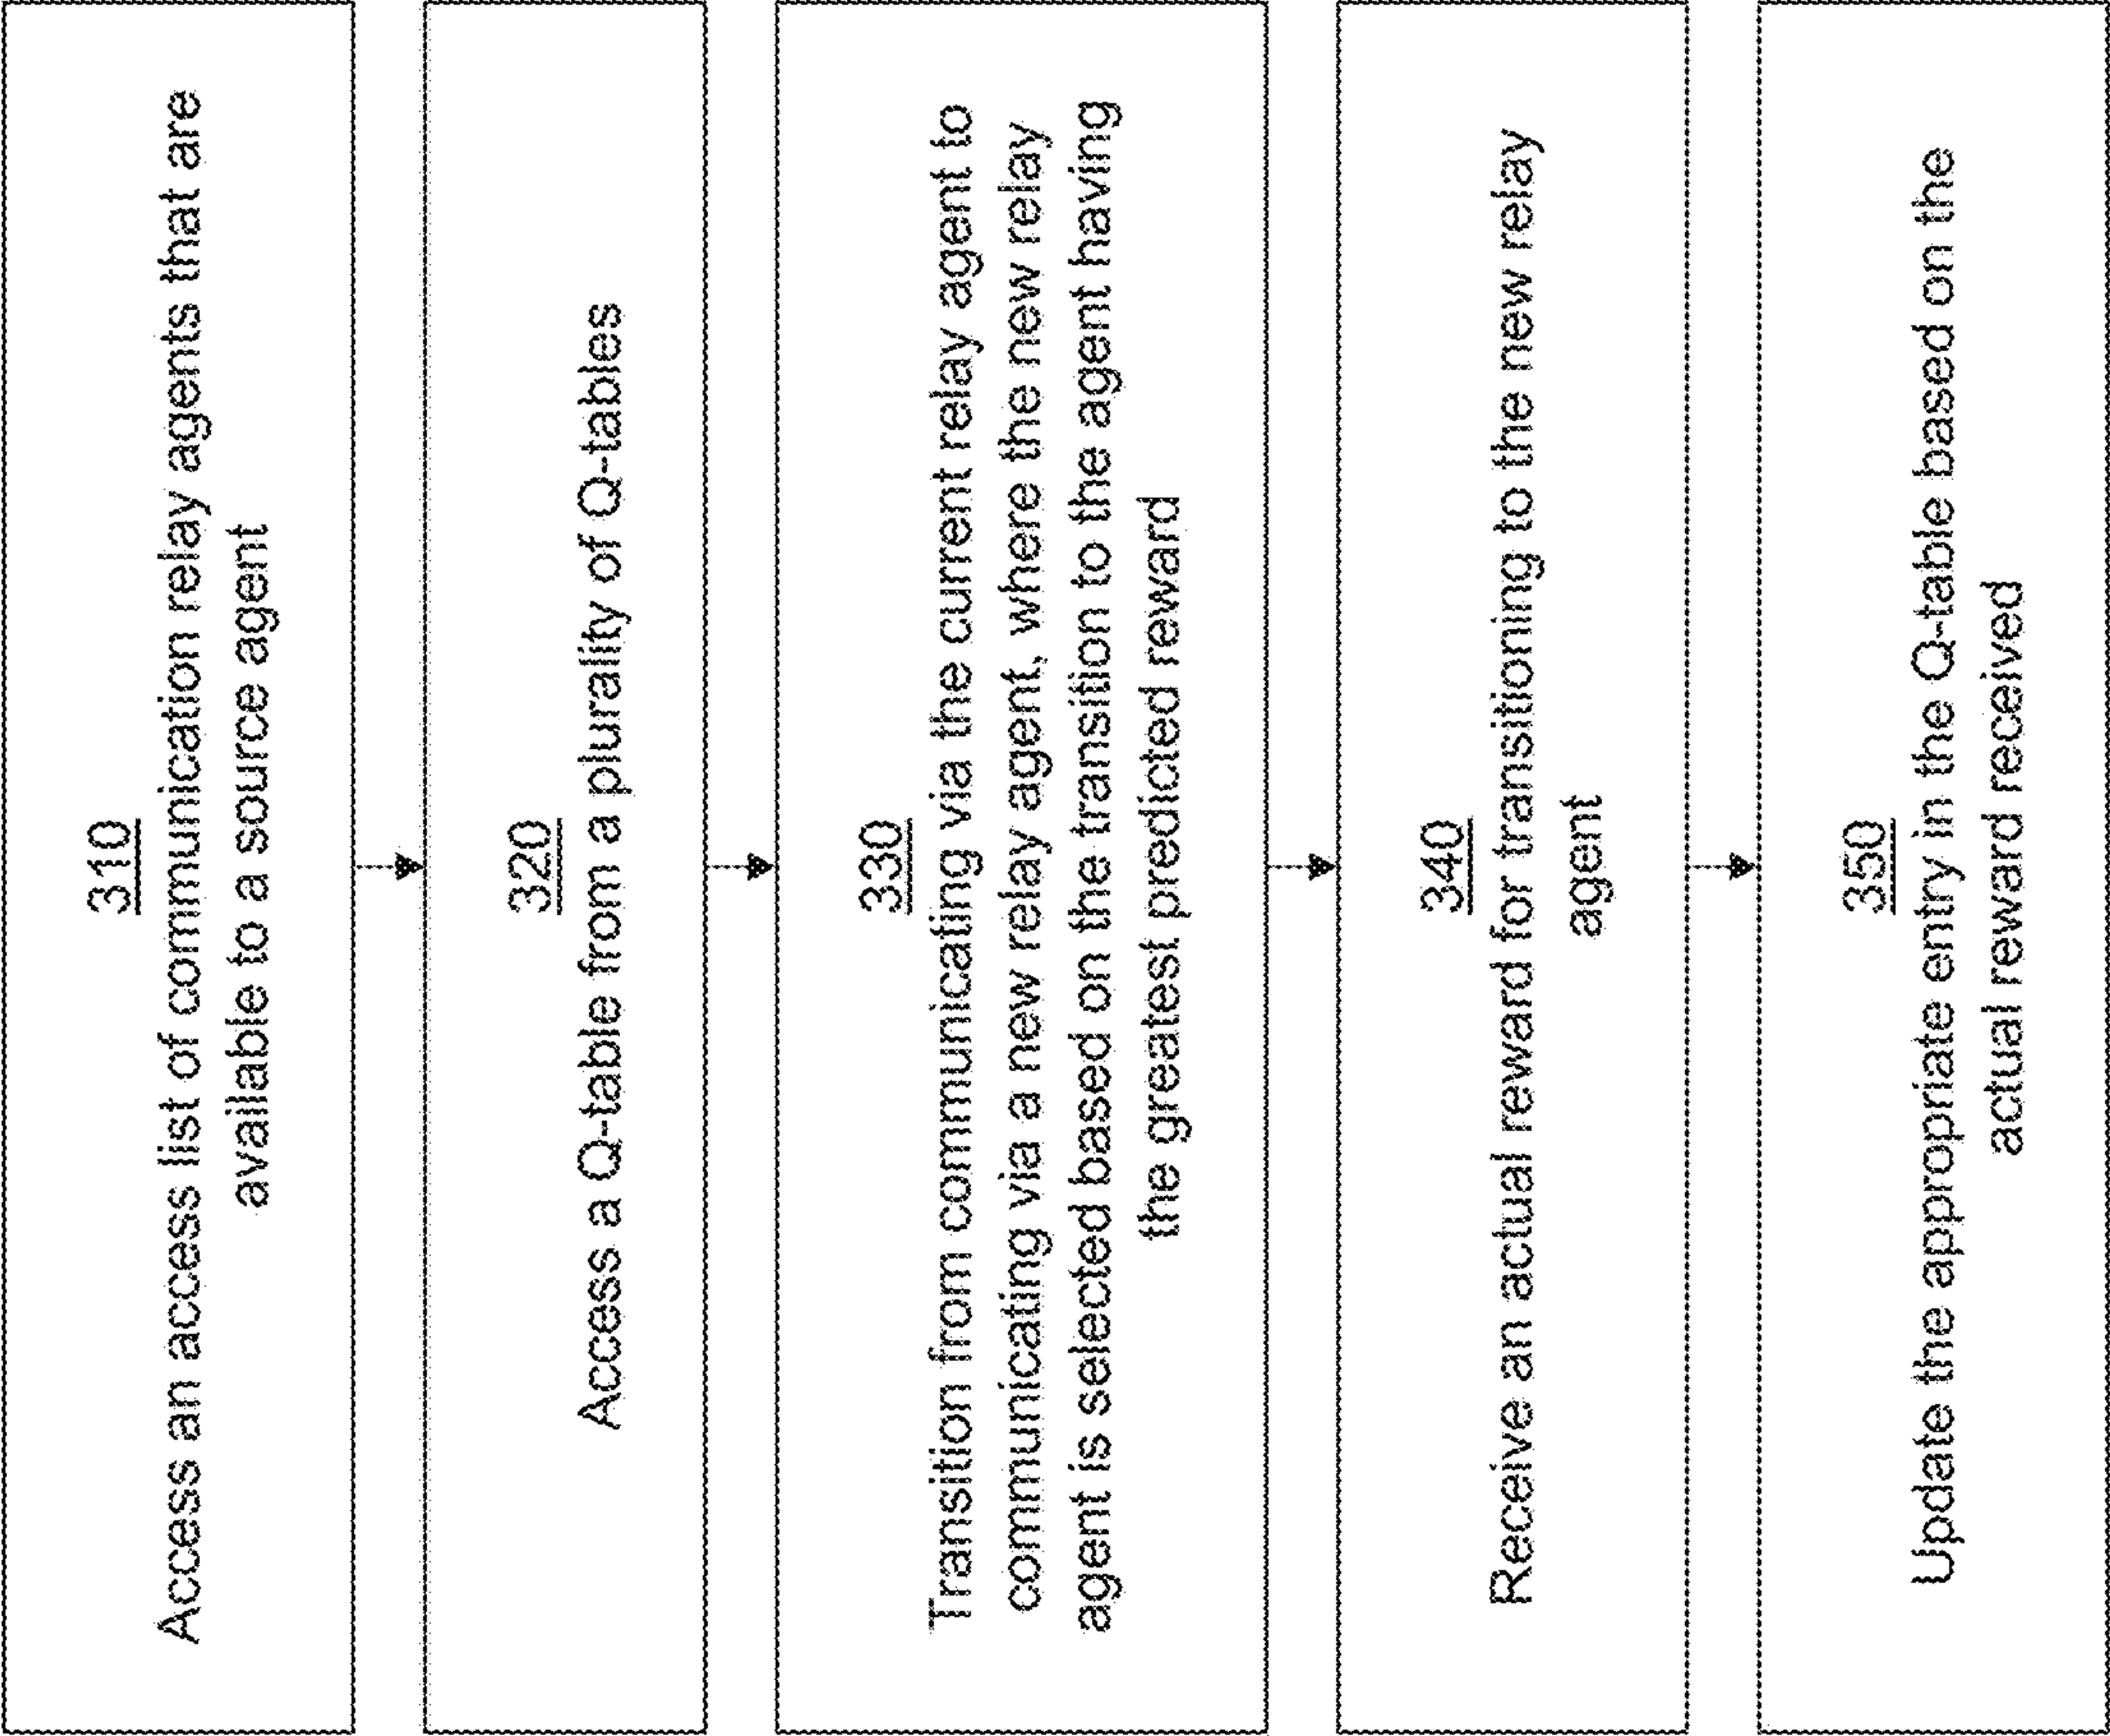 310
Access an access list of communication relay agents that are
available to a source agent
320
Access a Q-table from a plurality of Q-tables
330
Transition from communicating via the current relay agent to
communicating via a new relay agent, where the new relay
agent is selected based on the transition to the agent having
the greatest predicted reward
340
Receive an actual reward for transitioning to the new relay
agent
350
Update the appropriate entry in the Q-table based on the
actual reward received